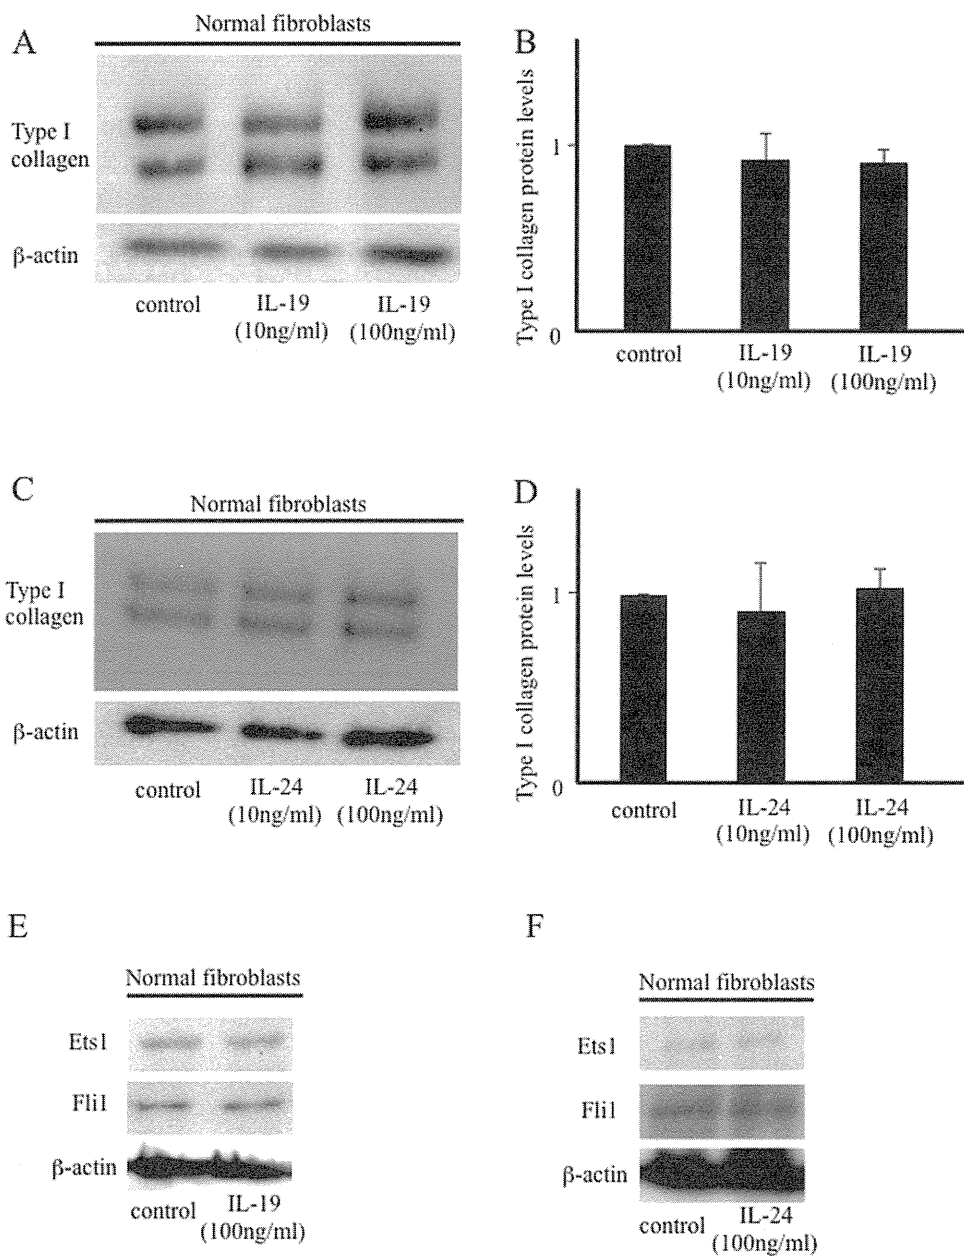 A
Normal fibroblasts
Type I
collagen
β-actin
control
IL-19
(10ng/ml)
IL-19
(100ng/ml)
B
Type I collagen protein levels
1
0
control
IL-19
(10ng/ml)
IL-19
(100ng/ml)
C
Normal fibroblasts
Type I
collagen
β-actin
control
IL-24
(10ng/ml)
IL-24
(100ng/ml)
D
Type I collagen protein levels
1
0
control
IL-24
(10ng/ml)
IL-24
(100ng/ml)
E
Normal fibroblasts
Ets1
Fli1
β-actin
control
IL-19
(100ng/ml)
F
Normal fibroblasts
Ets1
Fli1
β-actin
control
IL-24
(100ng/ml)